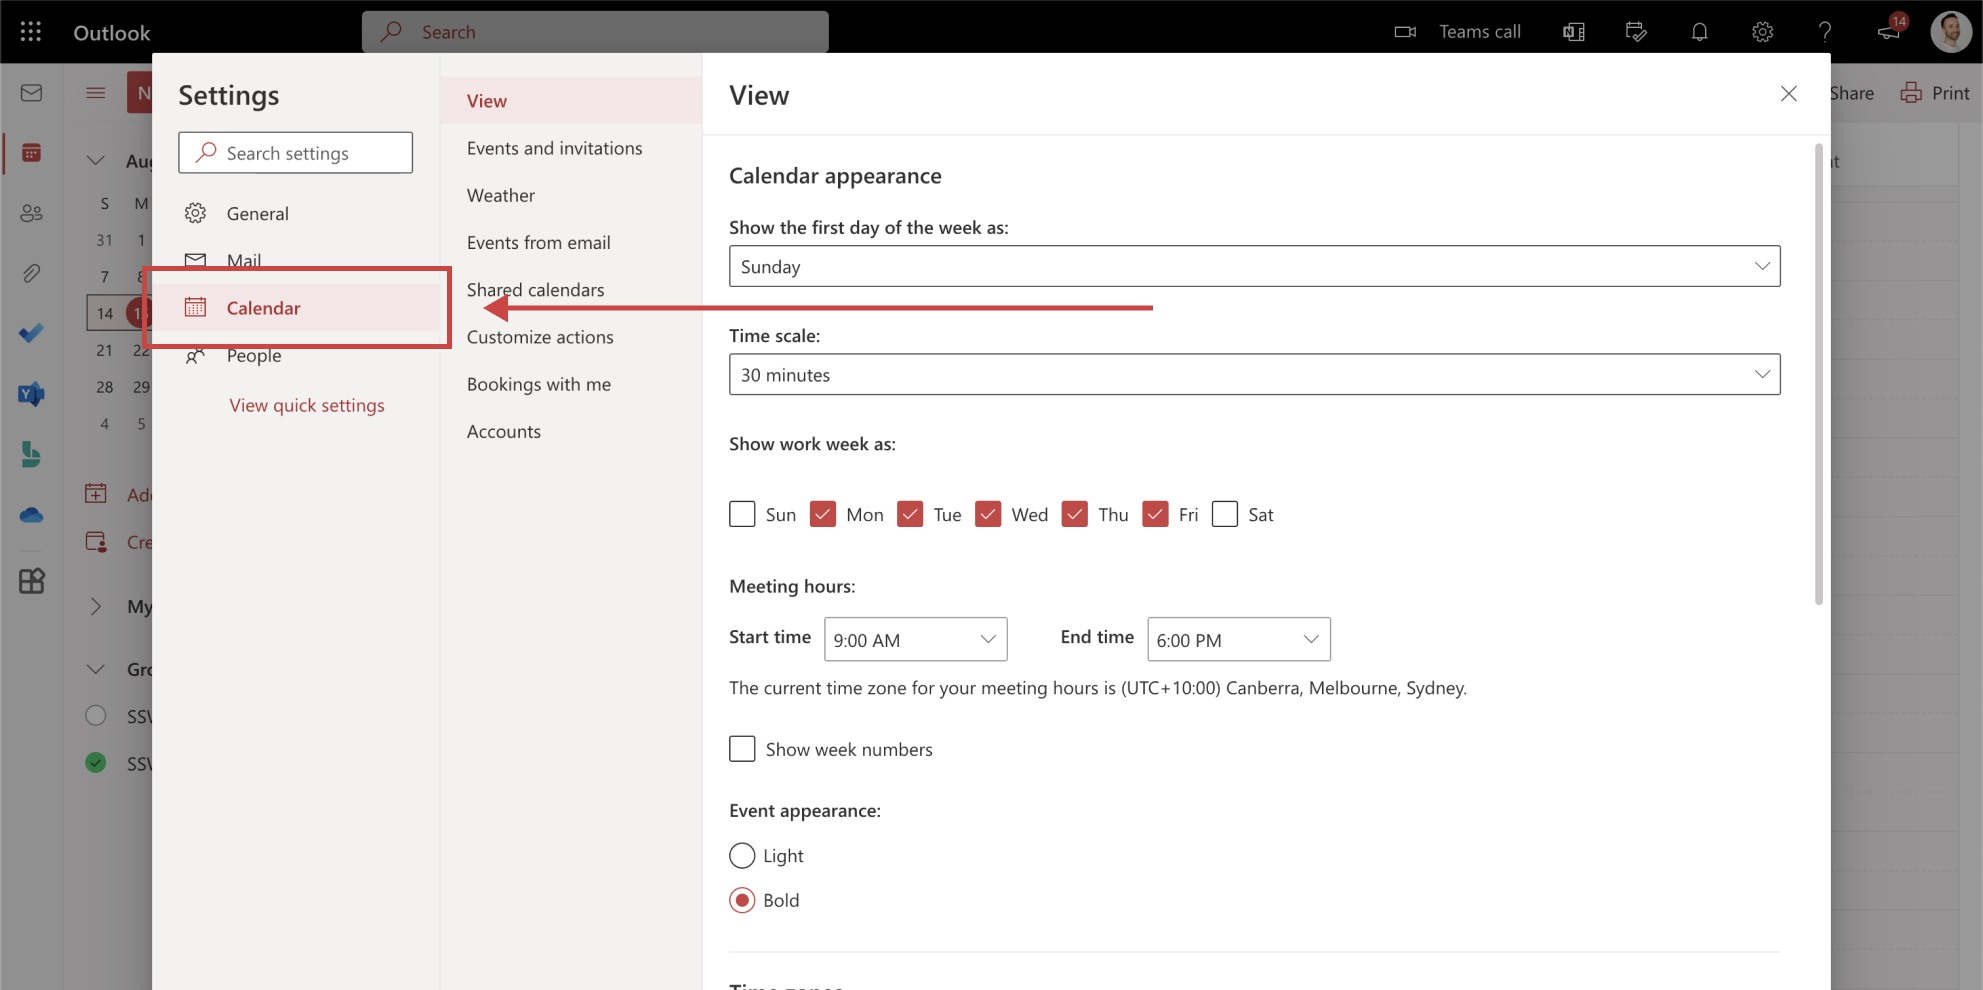 Outlook
Search
Teams call
14
N
Share
Print
Aug
S M
31 1
7 8
14
21 22
28 29
4 5
Add
Cre
My
Gro
SSW
SSW
Settings
Search settings
General
Mail
Calendar
People
View quick settings
View
Events and invitations
Weather
Events from email
Shared calendars
Customize actions
Bookings with me
Accounts
View
Calendar appearance
Show the first day of the week as:
Sunday
Time scale:
30 minutes
Show work week as:
Sun Mon Tue Wed Thu Fri Sat
Meeting hours:
Start time 9:00 AM End time 6:00 PM
The current time zone for your meeting hours is (UTC+10:00) Canberra, Melbourne, Sydney.
Show week numbers
Event appearance:
Light
Bold
Time zones